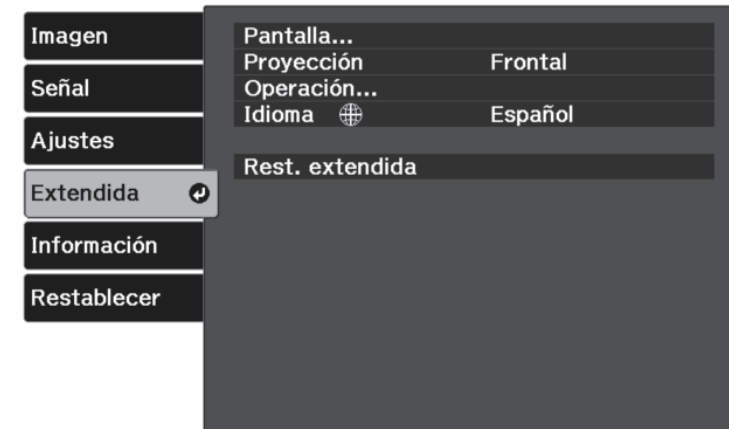 Imagen
Señal
Ajustes
Extendida
Información
Restablecer
Pantalla...
Proyección Frontal
Operación...
Idioma Español
Rest. extendida